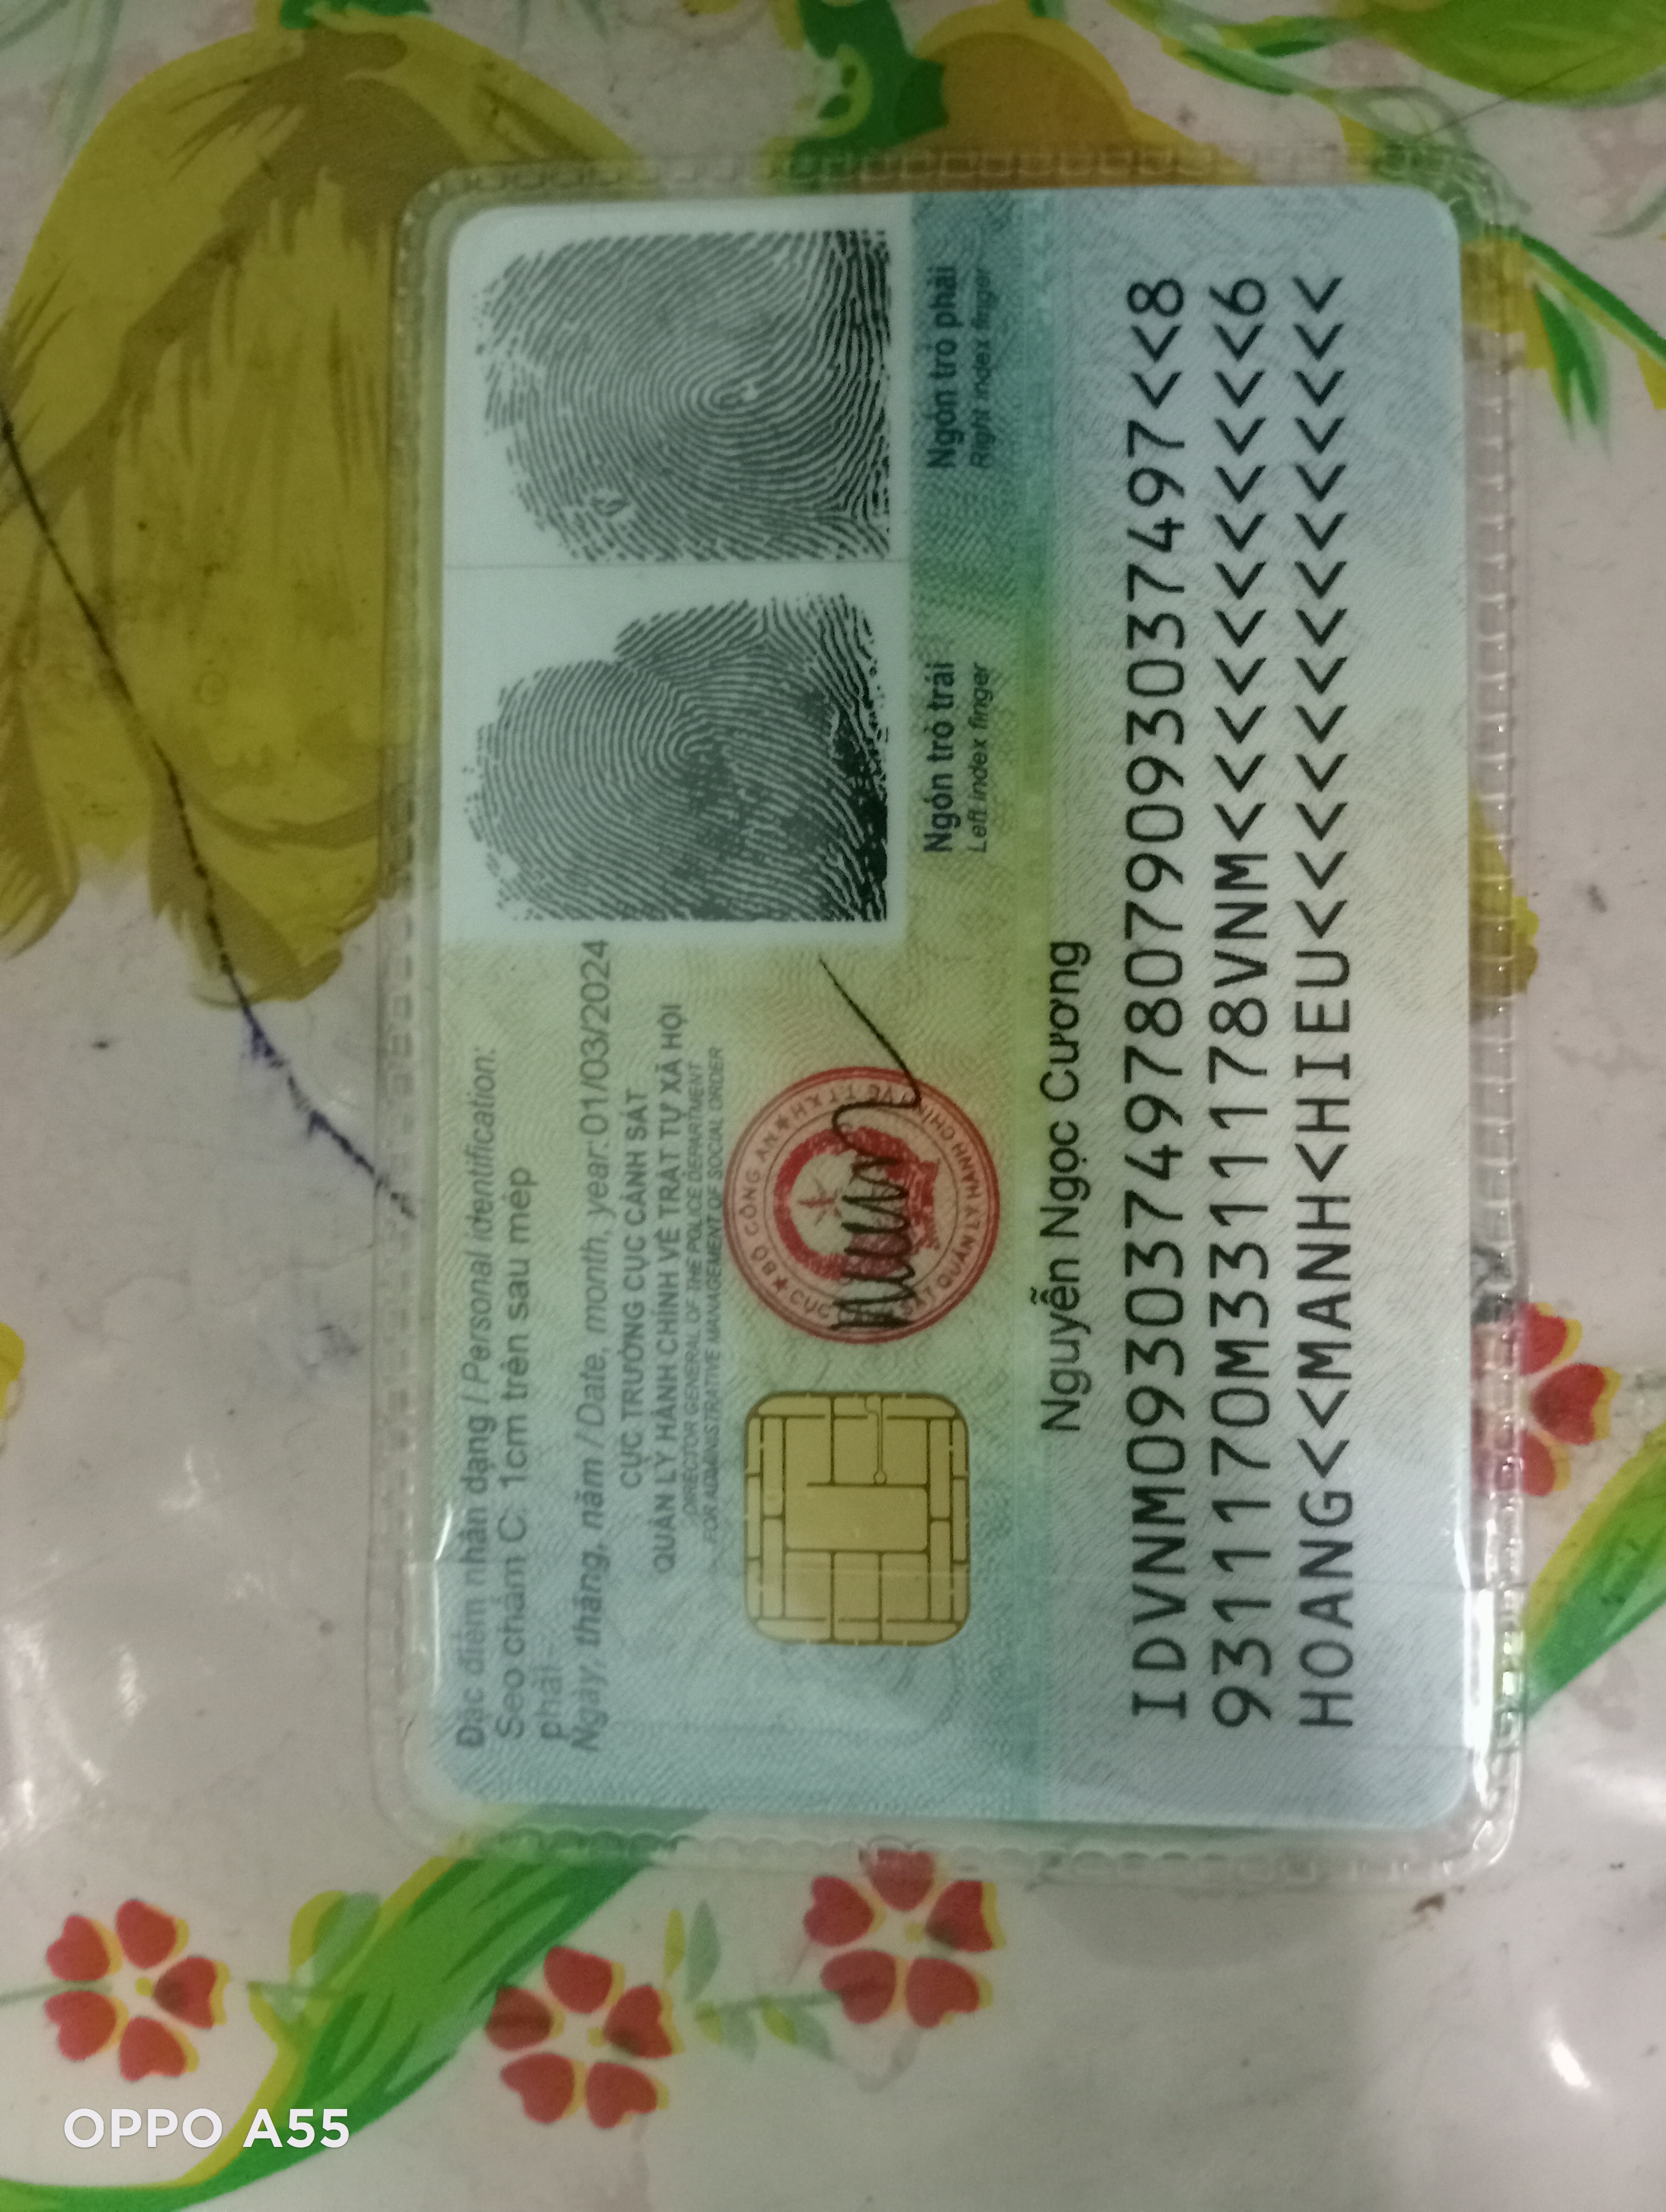 Đặc điểm nhân dạng / Personal identification:
Sẹo chấm C: 1cm trên sau mép
phải
Ngày, tháng, năm / Date, month, year: 01/03/2024
CỤC TRƯỞNG CỤC CẢNH SÁT
QUẢN LÝ HÀNH CHÍNH VỀ TRẬT TỰ XÃ HỘI
DIRECTOR GENERAL OF THE POLICE DEPARTMENT
FOR ADMINISTRATIVE MANAGEMENT OF SOCIAL ORDER
BỘ CÔNG AN
Nguyễn Ngọc Cương
Ngón trỏ trái
Left index finger
Ngón trỏ phải
Right index finger
IDVNM0930374978079093037497<<8
9311170M3311178VNM<<<<<<<<<<<6
HOANG<<MANH<HIEU<<<<<<<<<<<<<<
OPPO A55